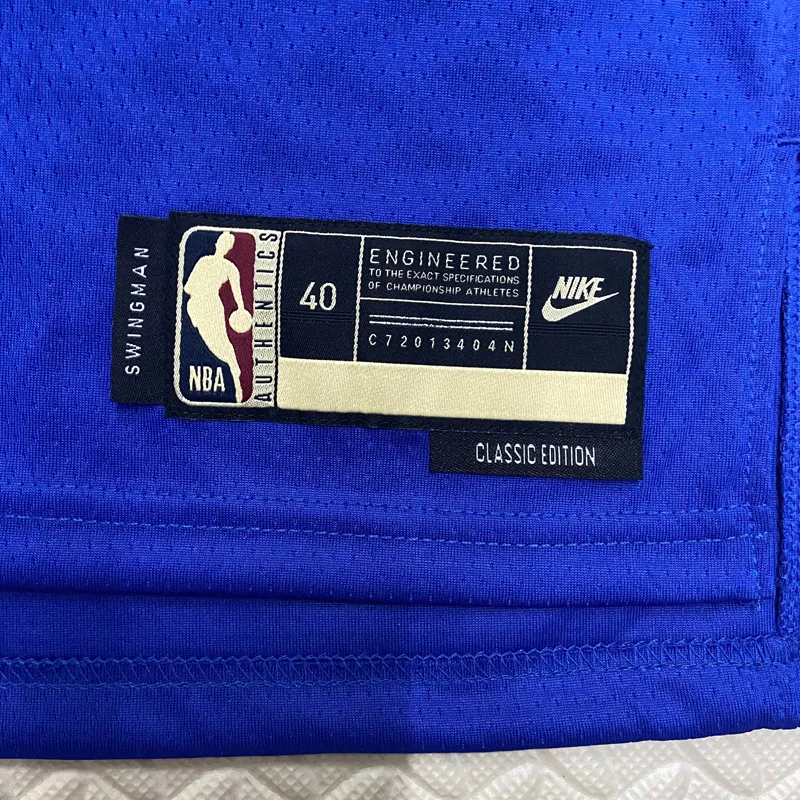 SWINGMAN
NBA
AUTHENTICS
40
ENGINEERED
TO THE EXACT SPECIFICATIONS
OF CHAMPIONSHIP ATHLETES
C72013404N
NIKE
CLASSIC EDITION